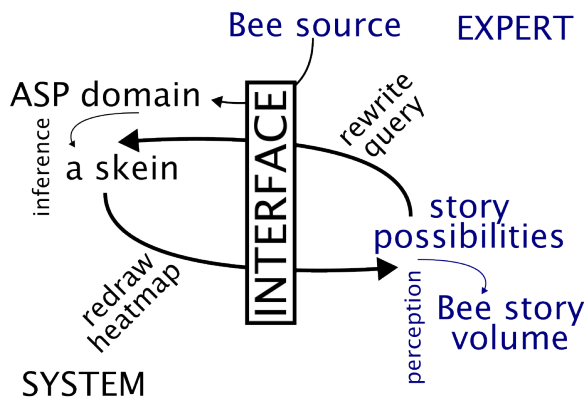 Bee source
EXPERT
ASP domain
rewrite
query
inference
a skein
INTERFACE
story
possibilities
redraw
heatmap
perception
Bee story
volume
SYSTEM